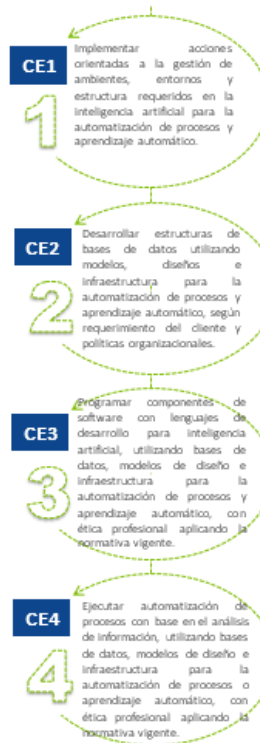 CE1
Implementar acciones
orientadas a la gestión de
ambientes, entornos y
estructura requeridos en la
inteligencia artificial para la
automatización de procesos y
aprendizaje automático.
1
CE2
Desarrollar estructuras de
bases de datos utilizando
modelos, diseños e
infraestructura para la
automatización de procesos y
aprendizaje automático, según
requerimiento del cliente y
políticas organizacionales.
2
CE3
Programar componentes de
software con lenguajes de
desarrollo para inteligencia
artificial, utilizando bases de
datos, modelos de diseño e
infraestructura para la
automatización de procesos y
aprendizaje automático, con
ética profesional aplicando la
normativa vigente.
3
CE4
Ejecutar automatización de
procesos con base en el análisis
de información, utilizando bases
de datos, modelos de diseño e
infraestructura para la
automatización de procesos o
aprendizaje automático, con
ética profesional aplicando la
normativa vigente.
4